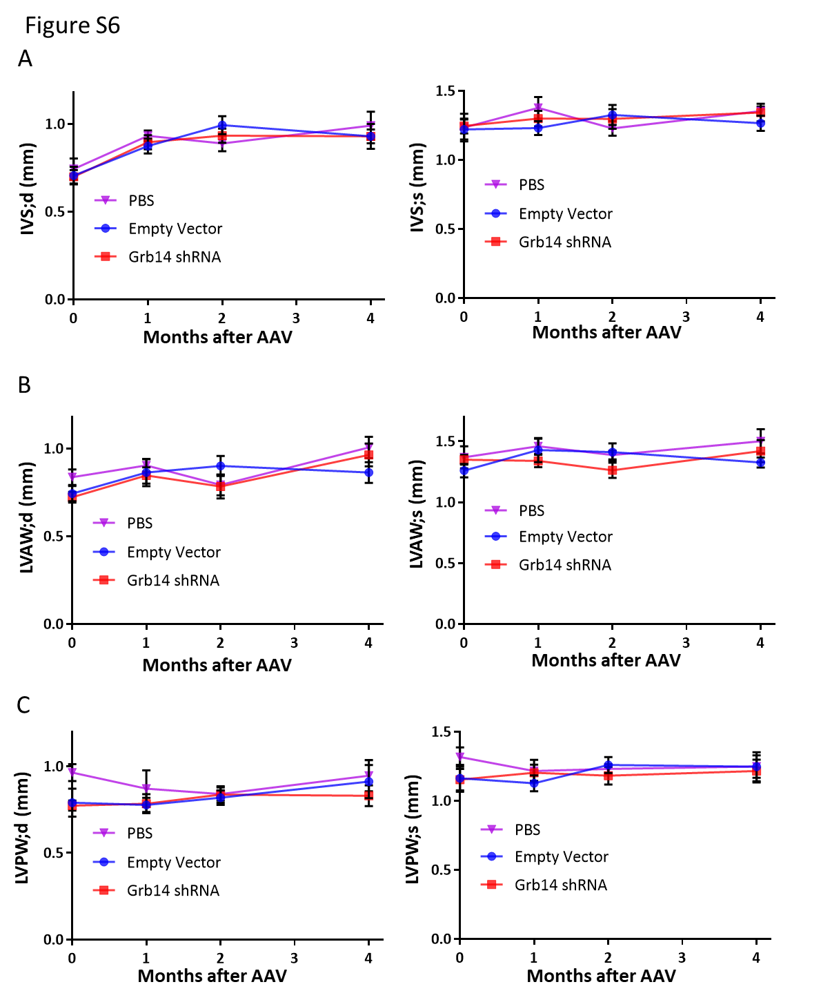 Figure S6
A
1.0
0.5
0.0
IVS;d (mm)
PBS
Empty Vector
Grb14 shRNA
0 1 2 3 4
Months after AAV
1.5
1.0
0.5
0.0
IVS;s (mm)
PBS
Empty Vector
Grb14 shRNA
0 1 2 3 4
Months after AAV
B
1.0
0.5
0.0
LVAW;d (mm)
PBS
Empty Vector
Grb14 shRNA
0 1 2 3 4
Months after AAV
1.5
1.0
0.5
0.0
LVAW;s (mm)
PBS
Empty Vector
Grb14 shRNA
0 1 2 3 4
Months after AAV
C
1.0
0.5
0.0
LVPW;d (mm)
PBS
Empty Vector
Grb14 shRNA
0 1 2 3 4
Months after AAV
1.5
1.0
0.5
0.0
LVPW;s (mm)
PBS
Empty Vector
Grb14 shRNA
0 1 2 3 4
Months after AAV